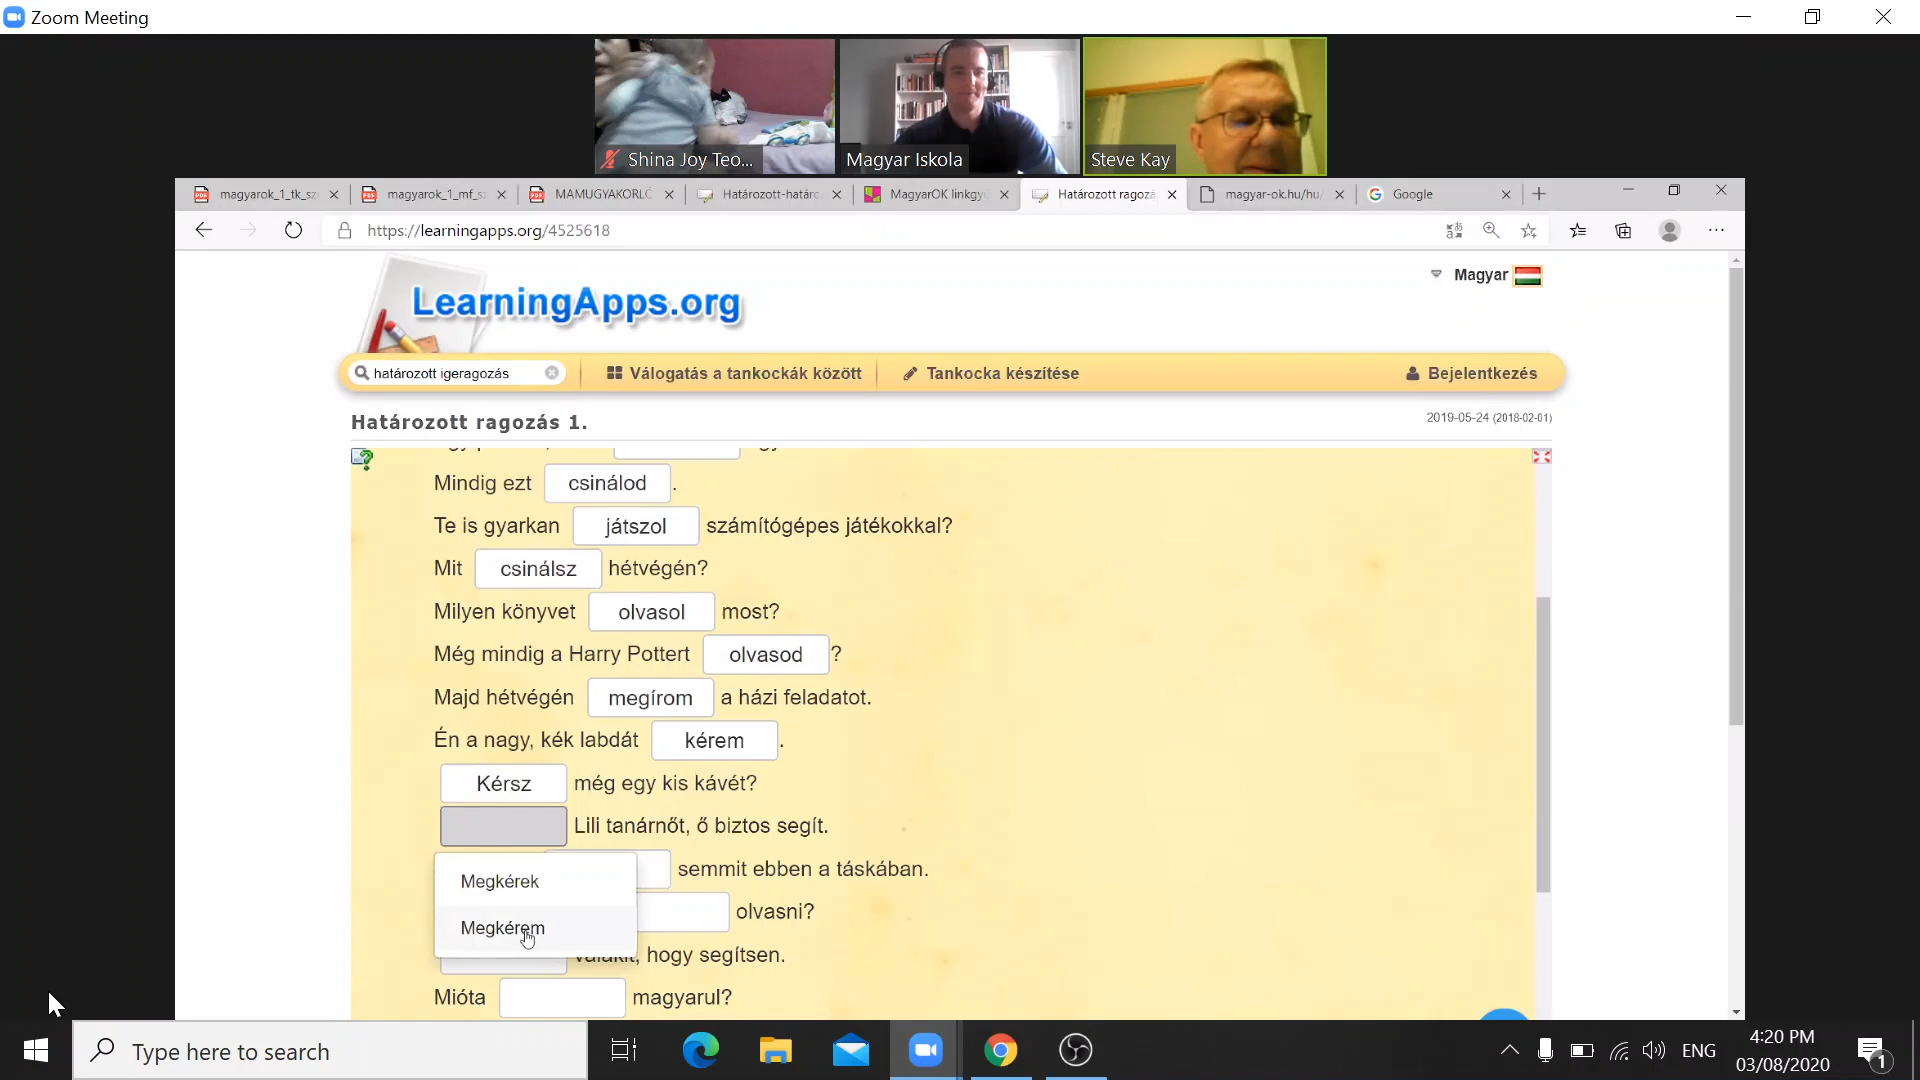 Zoom Meeting
Shina Joy Teo...
Magyar Iskola
Steve Kay
magyarok_1_tk_sz
magyarok_1_mf_sz
MAMUGYAKORLÓ
Határozott-határo
MagyarOK linkgyű
Határozott ragozá
magyar-ok.hu/hu/
Google
https://learningapps.org/4525618
Magyar
LearningApps.org
határozott igeragozás
Válogatás a tankockák között
Tankocka készítése
Bejelentkezés
Határozott ragozás 1.
2019-05-24 (2018-02-01)
Mindig ezt csinálod .
Te is gyarkan játszol számítógépes játékokkal?
Mit csinálsz hétvégén?
Milyen könyvet olvasol most?
Még mindig a Harry Pottert olvasod ?
Majd hétvégén megírom a házi feladatot.
Én a nagy, kék labdát kérem .
Kérsz még egy kis kávét?
Lili tanárnőt, ő biztos segít.
semmit ebben a táskában.
Megkérek
olvasni?
Megkérem
valakit, hogy segítsen.
Mióta magyarul?
Type here to search
ENG
4:20 PM
03/08/2020
1